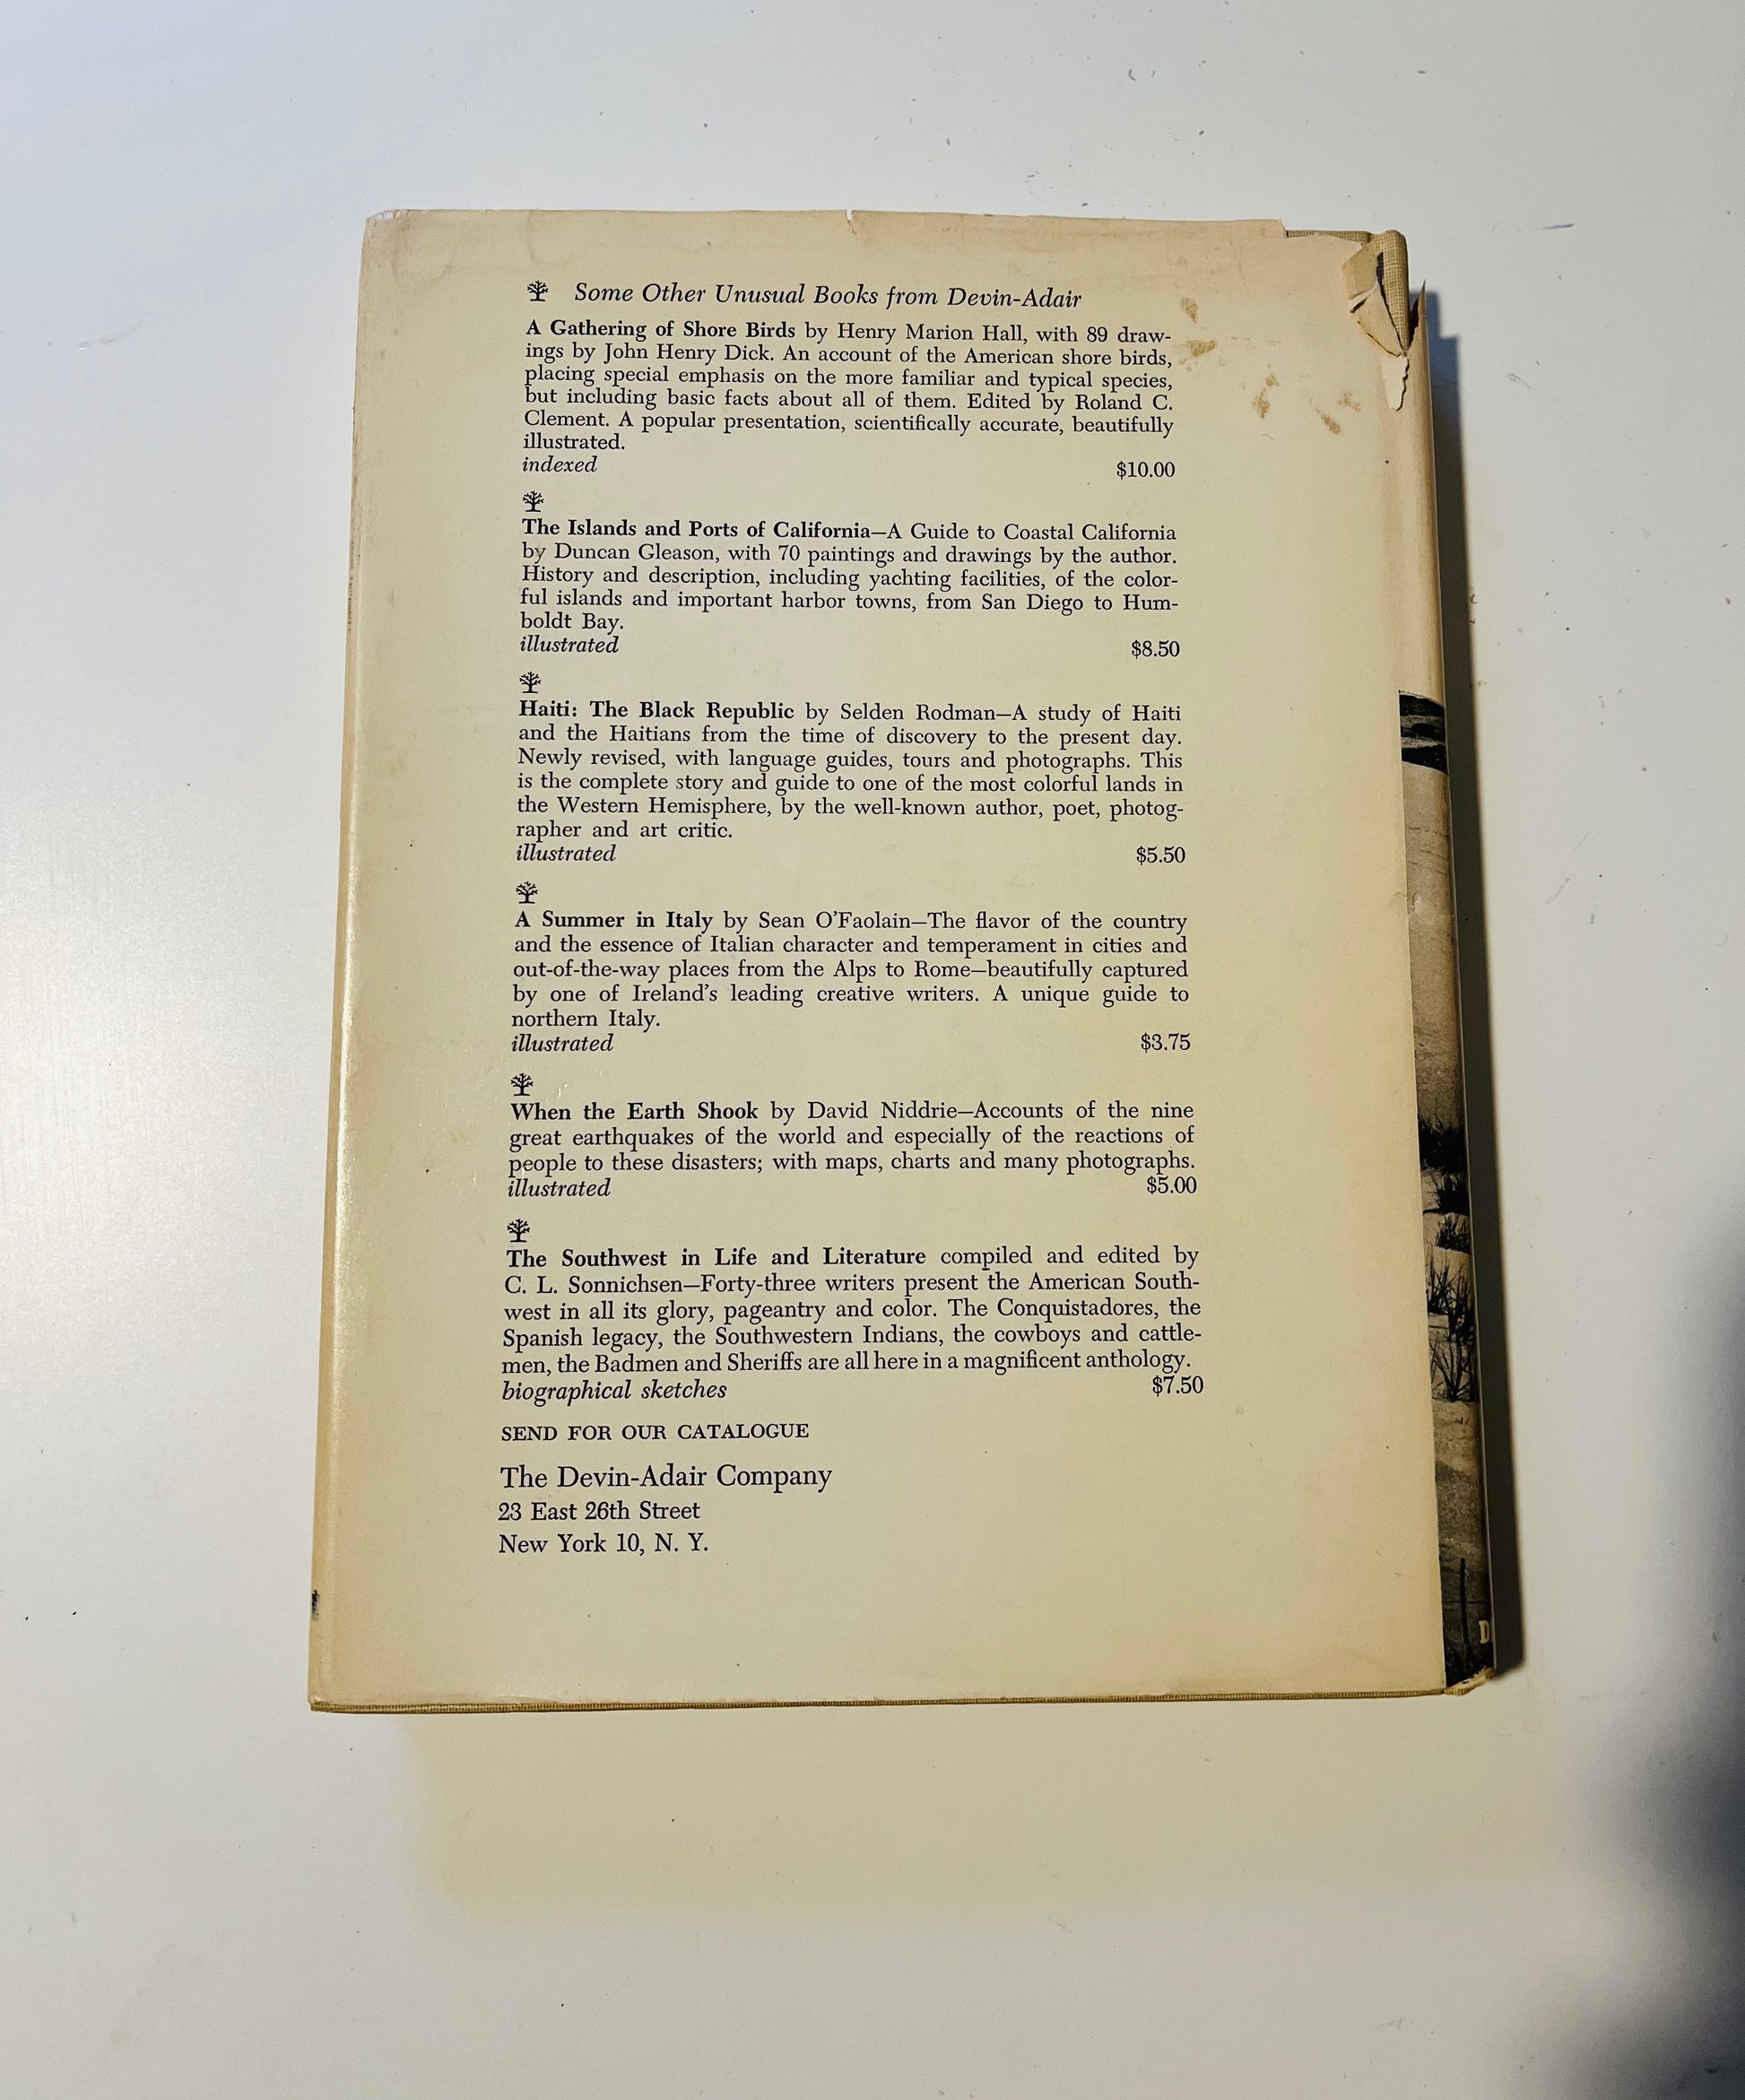 Some Other Unusual Books from Devin-Adair
A Gathering of Shore Birds by Henry Marion Hall, with 89 draw-
ings by John Henry Dick. An account of the American shore birds,
placing special emphasis on the more familiar and typical species,
but including basic facts about all of them. Edited by Roland C.
Clement. A popular presentation, scientifically accurate, beautifully
illustrated.
indexed $10.00
The Islands and Ports of California—A Guide to Coastal California
by Duncan Gleason, with 70 paintings and drawings by the author.
History and description, including yachting facilities, of the color-
ful islands and important harbor towns, from San Diego to Hum-
boldt Bay.
illustrated $8.50
Haiti: The Black Republic by Selden Rodman—A study of Haiti
and the Haitians from the time of discovery to the present day.
Newly revised, with language guides, tours and photographs. This
is the complete story and guide to one of the most colorful lands in
the Western Hemisphere, by the well-known author, poet, photog-
rapher and art critic.
illustrated $5.50
A Summer in Italy by Sean O'Faolain—The flavor of the country
and the essence of Italian character and temperament in cities and
out-of-the-way places from the Alps to Rome—beautifully captured
by one of Ireland's leading creative writers. A unique guide to
northern Italy.
illustrated $3.75
When the Earth Shook by David Niddrie—Accounts of the nine
great earthquakes of the world and especially of the reactions of
people to these disasters; with maps, charts and many photographs.
illustrated $5.00
The Southwest in Life and Literature compiled and edited by
C. L. Sonnichsen—Forty-three writers present the American South-
west in all its glory, pageantry and color. The Conquistadores, the
Spanish legacy, the Southwestern Indians, the cowboys and cattle-
men, the Badmen and Sheriffs are all here in a magnificent anthology.
biographical sketches $7.50
SEND FOR OUR CATALOGUE
The Devin-Adair Company
23 East 26th Street
New York 10, N. Y.
D